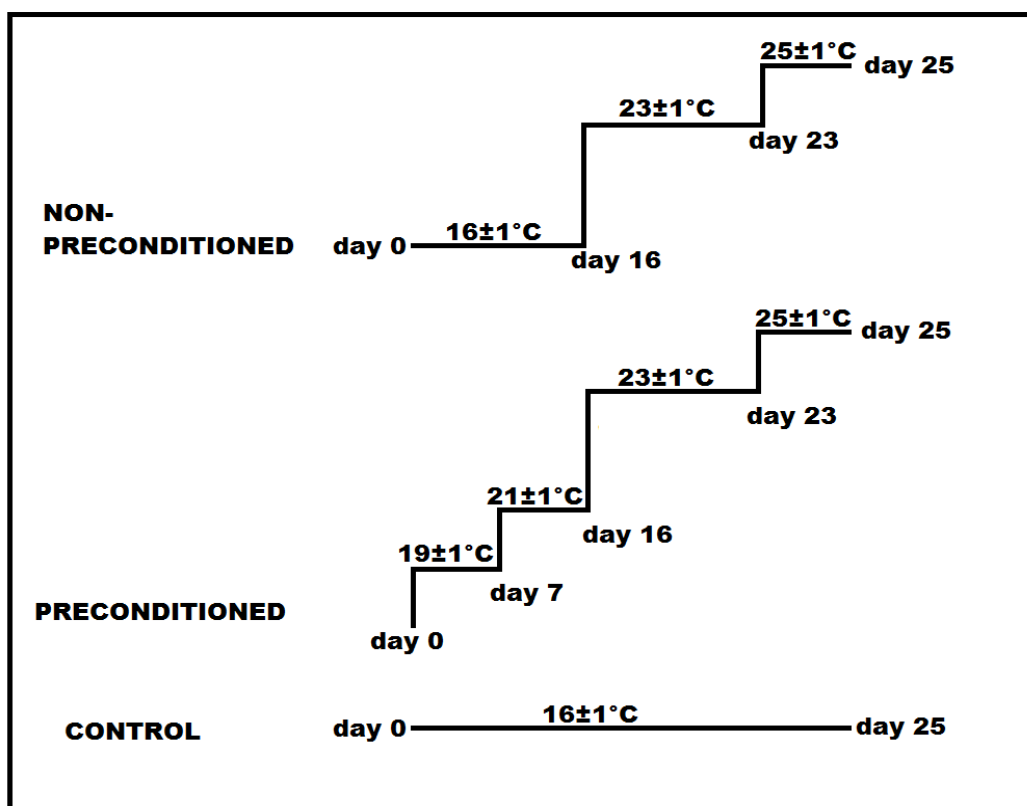 25±1°C
day 25
23±1°C
day 23
NON-
PRECONDITIONED
day 0
16±1°C
day 16
25±1°C
day 25
23±1°C
day 23
21±1°C
day 16
19±1°C
day 7
PRECONDITIONED
day 0
CONTROL
day 0
16±1°C
day 25